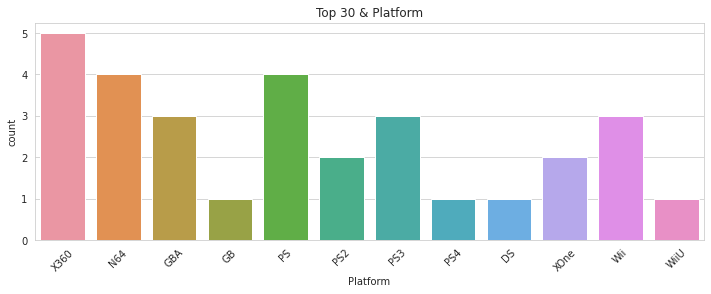 Top 30 & Platform
count
5
4
3
2
1
0
X360 N64 GBA GB PS PS2 PS3 PS4 DS XOne Wii WiiU
Platform